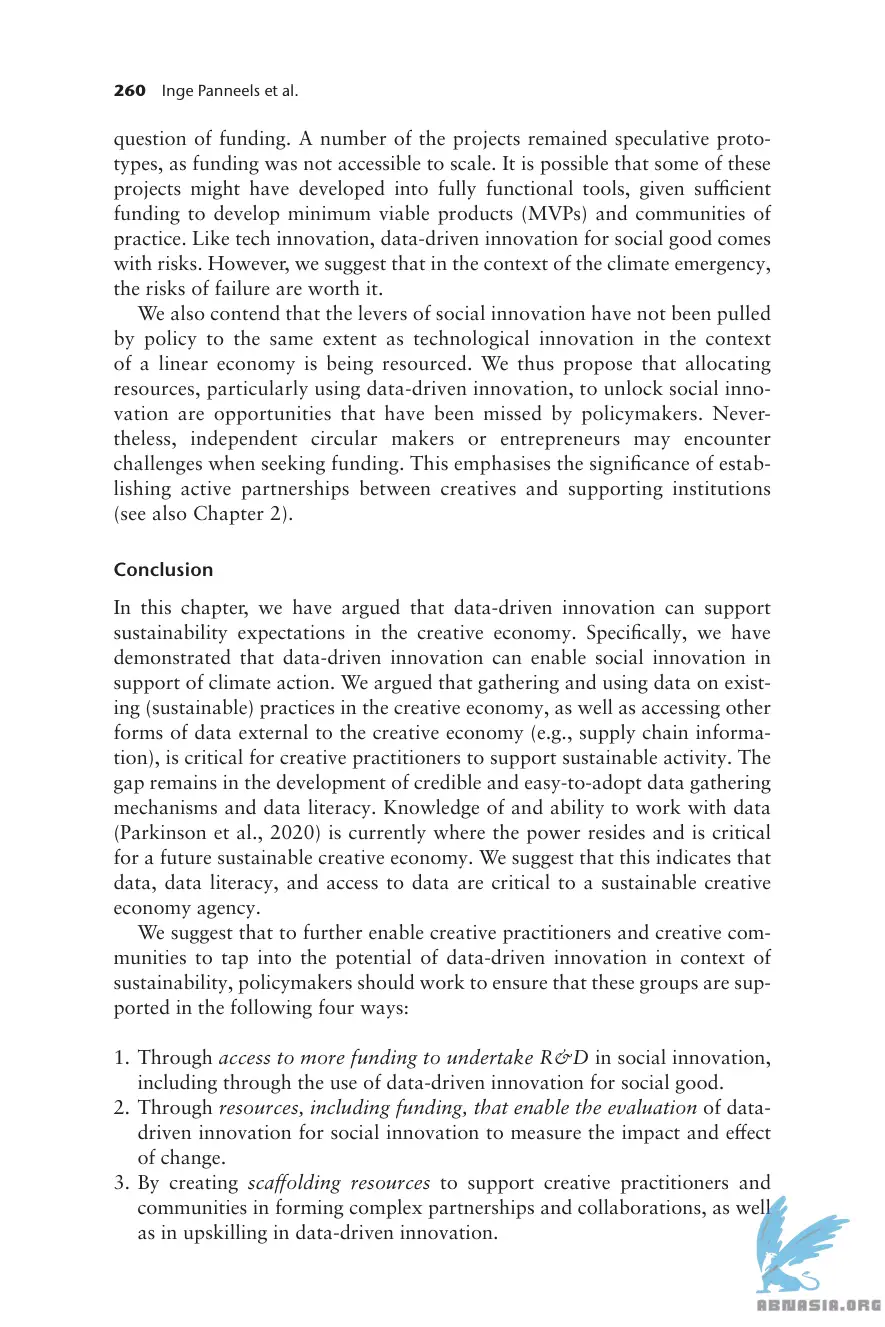 260 Inge Panneels et al.
question of funding. A number of the projects remained speculative proto-
types, as funding was not accessible to scale. It is possible that some of these
projects might have developed into fully functional tools, given sufficient
funding to develop minimum viable products (MVPs) and communities of
practice. Like tech innovation, data-driven innovation for social good comes
with risks. However, we suggest that in the context of the climate emergency,
the risks of failure are worth it.
We also contend that the levers of social innovation have not been pulled
by policy to the same extent as technological innovation in the context
of a linear economy is being resourced. We thus propose that allocating
resources, particularly using data-driven innovation, to unlock social inno-
vation are opportunities that have been missed by policymakers. Never-
theless, independent circular makers or entrepreneurs may encounter
challenges when seeking funding. This emphasises the significance of estab-
lishing active partnerships between creatives and supporting institutions
(see also Chapter 2).
Conclusion
In this chapter, we have argued that data-driven innovation can support
sustainability expectations in the creative economy. Specifically, we have
demonstrated that data-driven innovation can enable social innovation in
support of climate action. We argued that gathering and using data on exist-
ing (sustainable) practices in the creative economy, as well as accessing other
forms of data external to the creative economy (e.g., supply chain informa-
tion), is critical for creative practitioners to support sustainable activity. The
gap remains in the development of credible and easy-to-adopt data gathering
mechanisms and data literacy. Knowledge of and ability to work with data
(Parkinson et al., 2020) is currently where the power resides and is critical
for a future sustainable creative economy. We suggest that this indicates that
data, data literacy, and access to data are critical to a sustainable creative
economy agency.
We suggest that to further enable creative practitioners and creative com-
munities to tap into the potential of data-driven innovation in context of
sustainability, policymakers should work to ensure that these groups are sup-
ported in the following four ways:
1. Through access to more funding to undertake R&D in social innovation,
including through the use of data-driven innovation for social good.
2. Through resources, including funding, that enable the evaluation of data-
driven innovation for social innovation to measure the impact and effect
of change.
3. By creating scaffolding resources to support creative practitioners and
communities in forming complex partnerships and collaborations, as well
as in upskilling in data-driven innovation.
ABNASIA.ORG